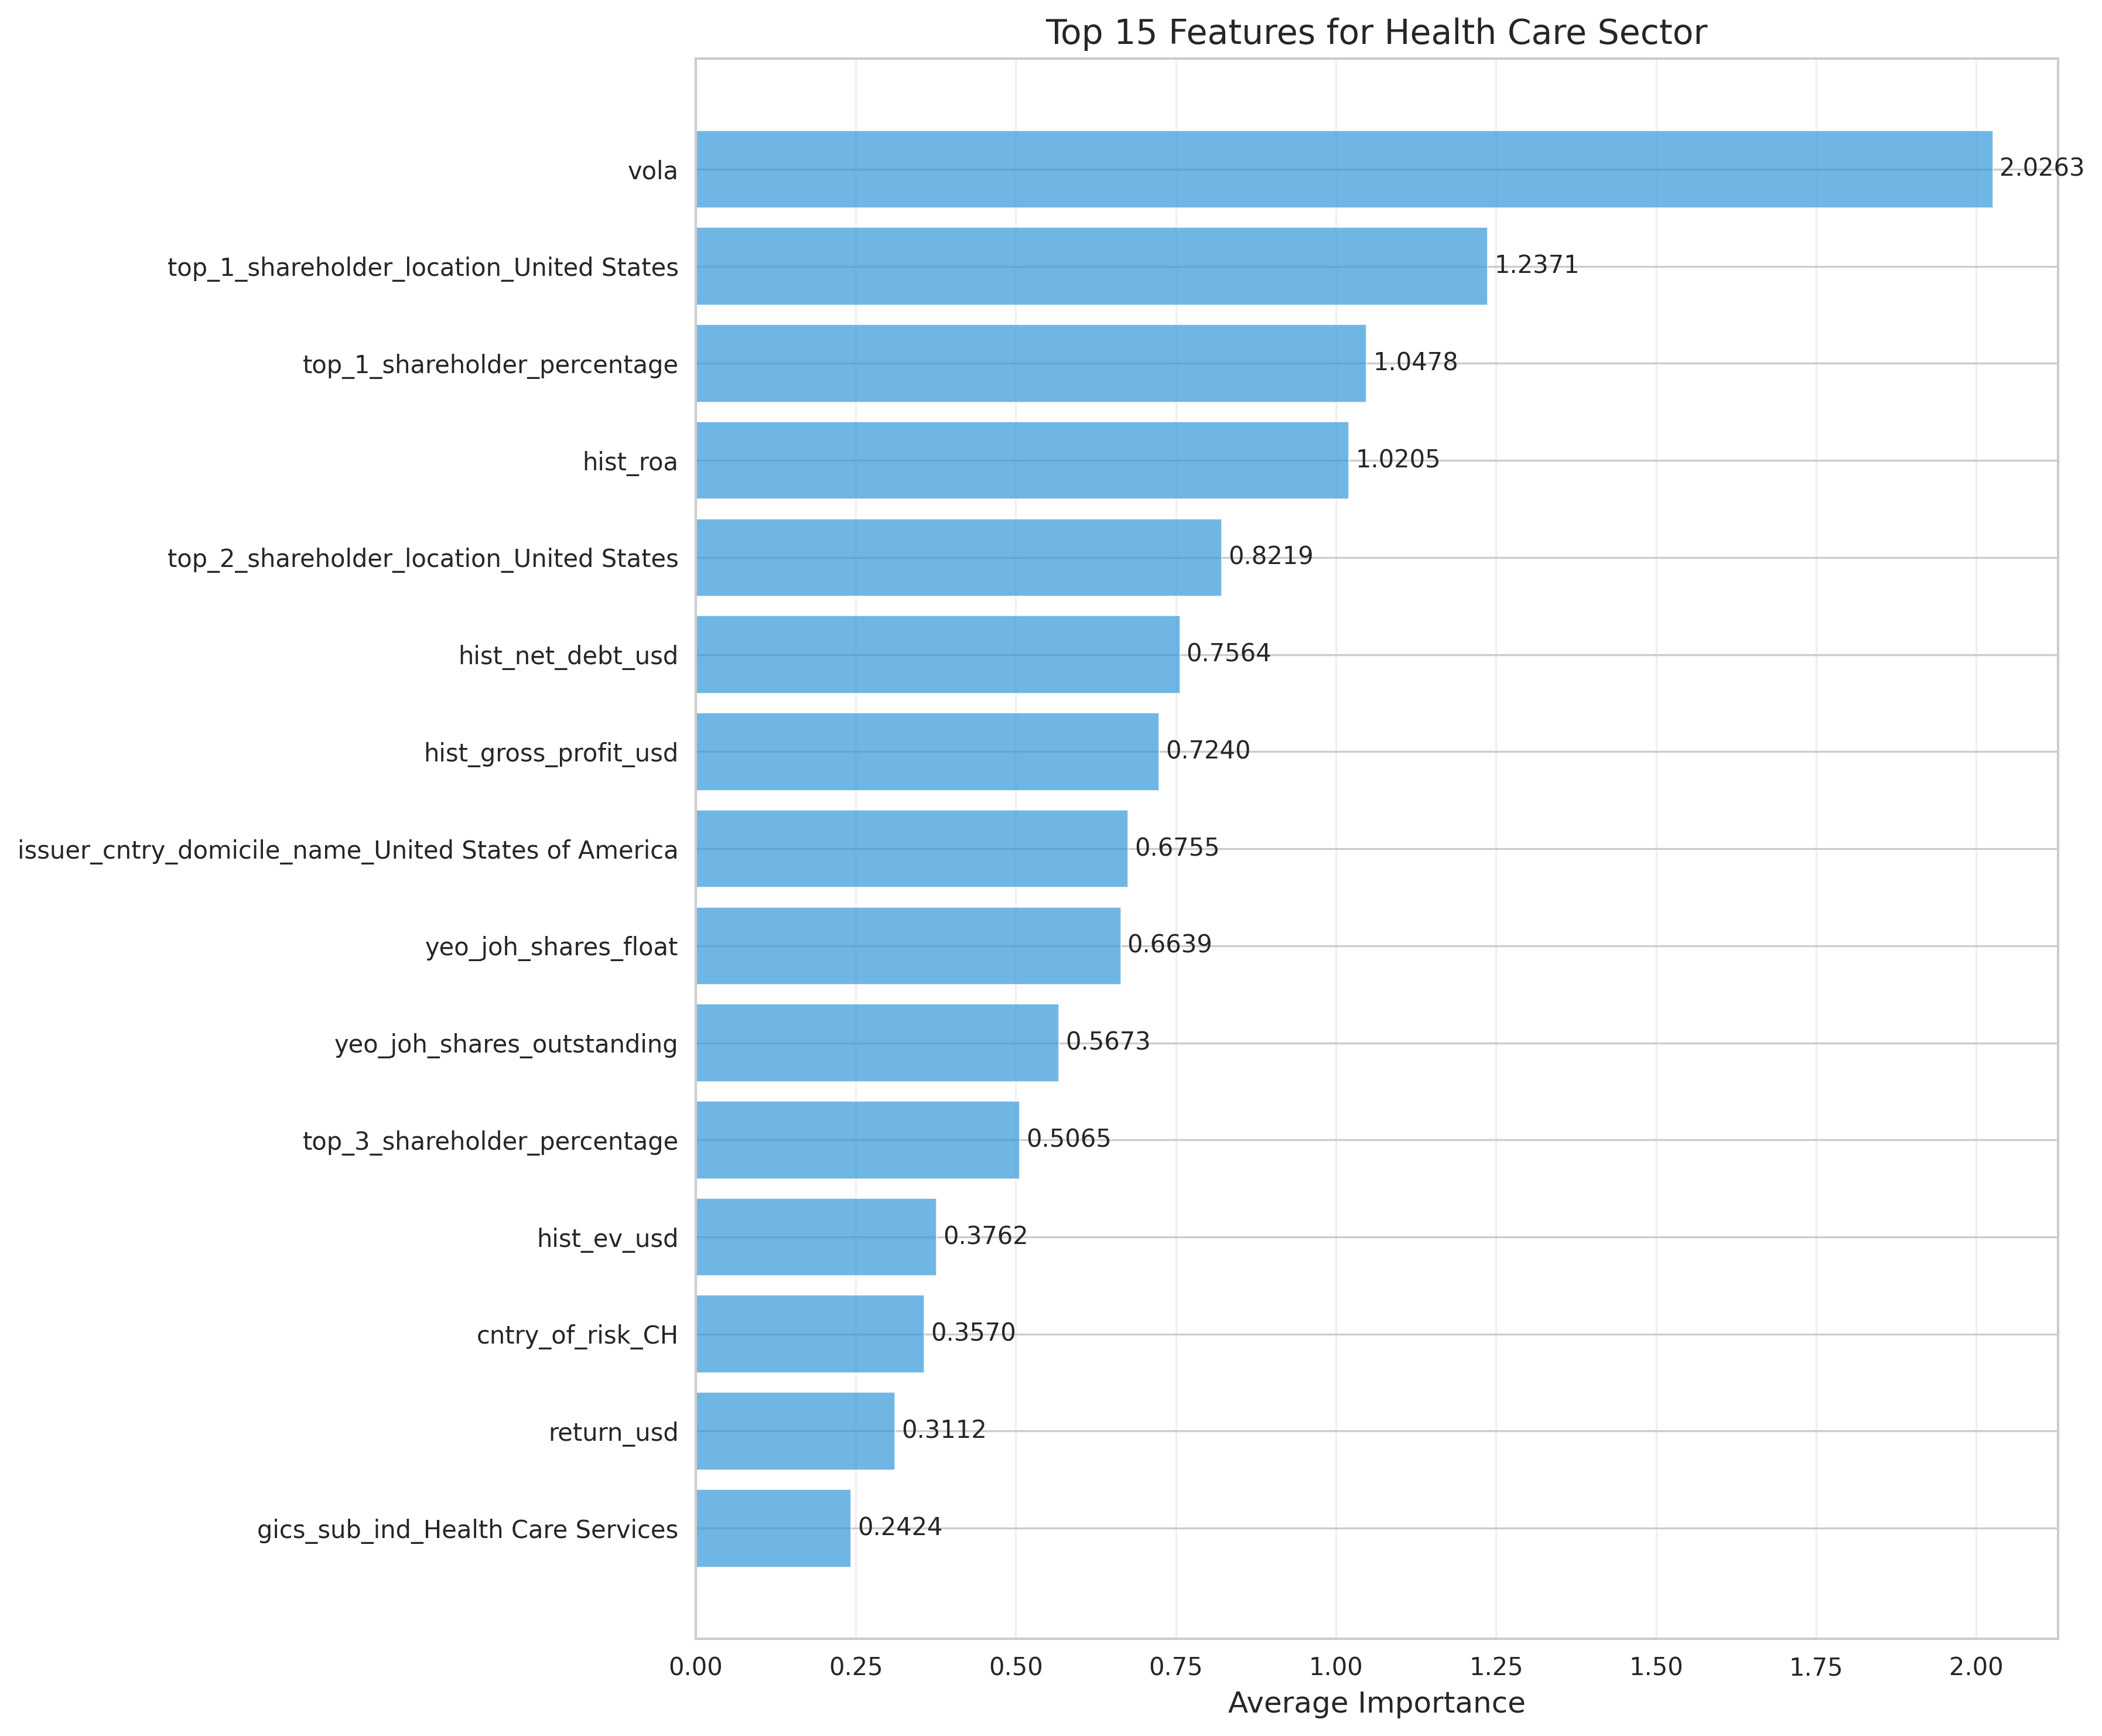 Top 15 Features for Health Care Sector
vola 2.0263
top_1_shareholder_location_United States 1.2371
top_1_shareholder_percentage 1.0478
hist_roa 1.0205
top_2_shareholder_location_United States 0.8219
hist_net_debt_usd 0.7564
hist_gross_profit_usd 0.7240
issuer_cntry_domicile_name_United States of America 0.6755
yeo_joh_shares_float 0.6639
yeo_joh_shares_outstanding 0.5673
top_3_shareholder_percentage 0.5065
hist_ev_usd 0.3762
cntry_of_risk_CH 0.3570
return_usd 0.3112
gics_sub_ind_Health Care Services 0.2424
0.00 0.25 0.50 0.75 1.00 1.25 1.50 1.75 2.00
Average Importance